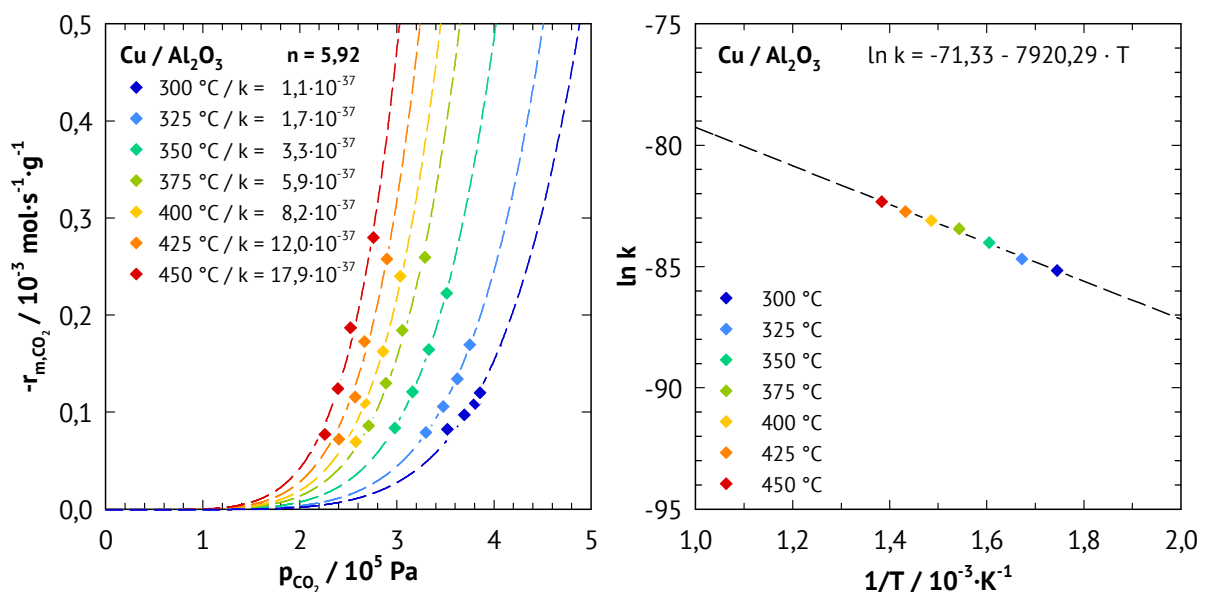 Cu / Al₂O₃ n = 5,92
300 °C / k = 1,1·10⁻³⁷
325 °C / k = 1,7·10⁻³⁷
350 °C / k = 3,3·10⁻³⁷
375 °C / k = 5,9·10⁻³⁷
400 °C / k = 8,2·10⁻³⁷
425 °C / k = 12,0·10⁻³⁷
450 °C / k = 17,9·10⁻³⁷
0,5
0,4
0,3
0,2
0,1
0,0
-r_m,CO₂ / 10⁻³ mol·s⁻¹·g⁻¹
0 1 2 3 4 5
p_CO₂ / 10⁵ Pa
Cu / Al₂O₃ ln k = -71,33 - 7920,29 · T
-75
-80
-85
-90
-95
ln k
300 °C
325 °C
350 °C
375 °C
400 °C
425 °C
450 °C
1,0 1,2 1,4 1,6 1,8 2,0
1/T / 10⁻³·K⁻¹